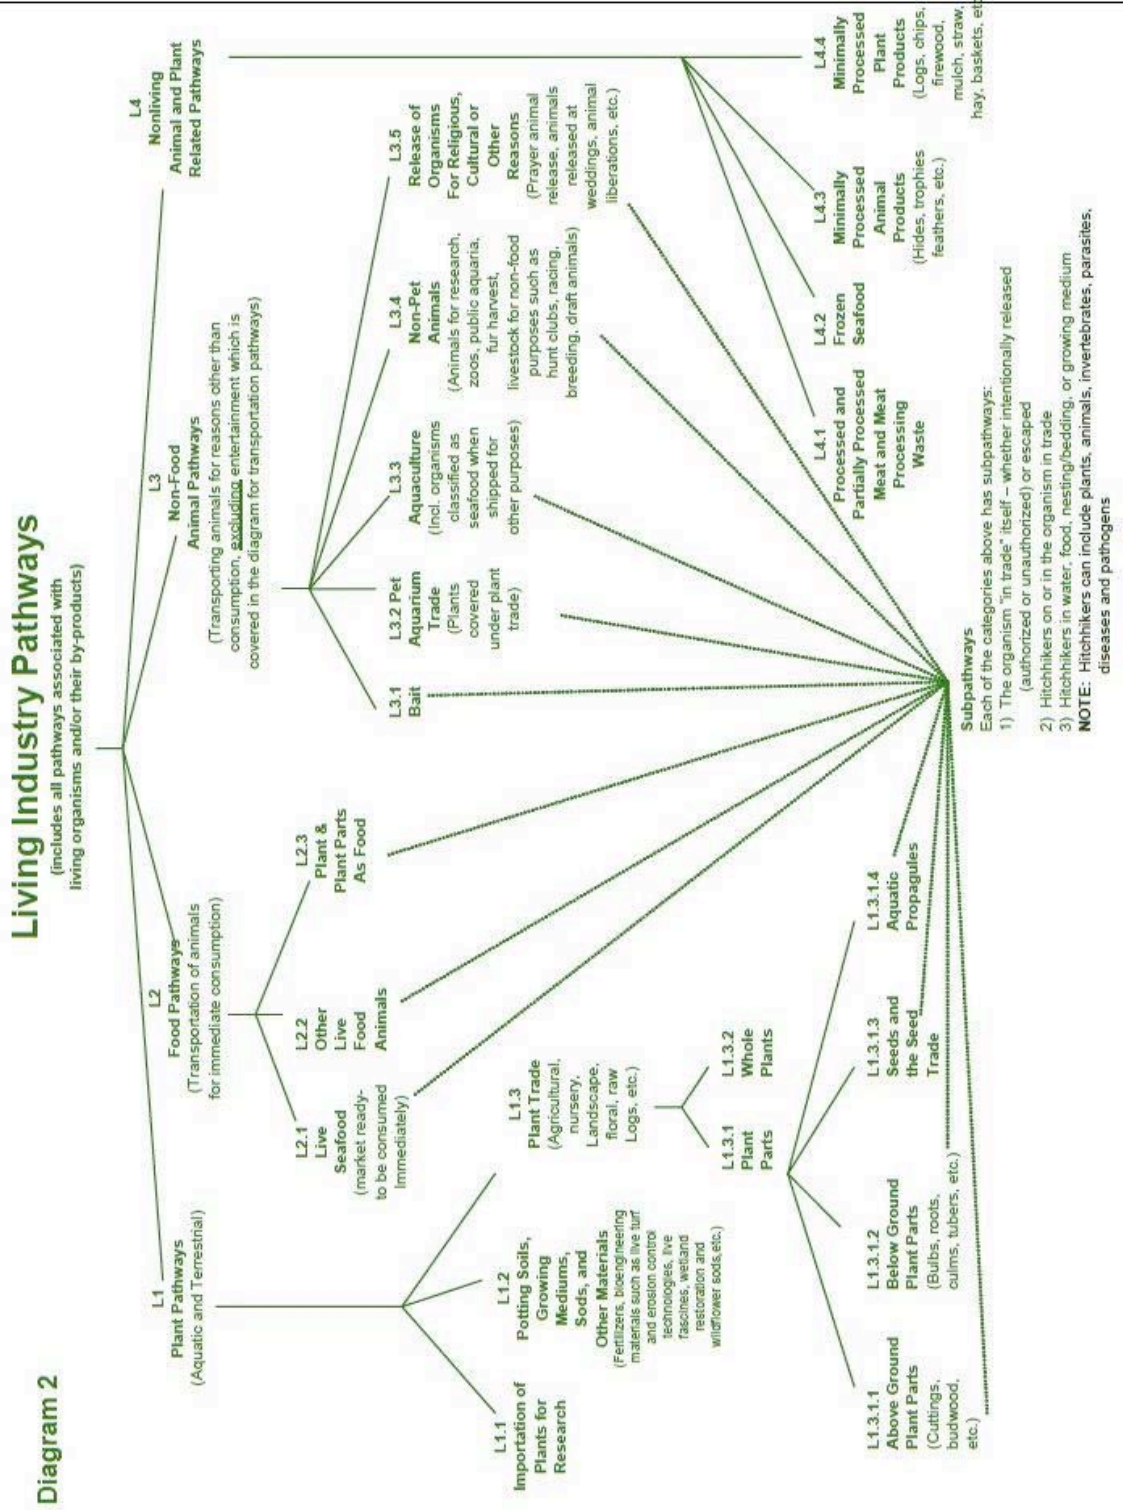 Diagram 2
Living Industry Pathways
(includes all pathways associated with
living organisms and/or their by-products)
L1
Plant Pathways
(Aquatic and Terrestrial)
L2
Food Pathways
(Transportation of animals
for immediate consumption)
L3
Non-Food
Animal Pathways
(Transporting animals for reasons other than
consumption, excluding entertainment which is
covered in the diagram for transportation pathways)
L4
Nonliving
Animal and Plant
Related Pathways
L2.1
Live
Seafood
(market ready-
to be consumed
Immediately)
L2.2
Other
Live
Food
Animals
L2.3
Plant &
Plant Parts
As Food
L3.1
Bait
L3.2 Pet
Aquarium
Trade
(Plants
covered
under plant
trade)
L3.3
Aquaculture
(Incl. organisms
classified as
seafood when
shipped for
other purposes)
L3.4
Non-Pet
Animals
(Animals for research,
zoos, public aquaria,
fur harvest,
livestock for non-food
purposes such as
hunt clubs, racing,
breeding, draft animals)
L3.5
Release of
Organisms
For Religious,
Cultural or
Other
Reasons
(Prayer animal
release, animals
released at
weddings, animal
liberations, etc.)
L1.1
Importation of
Plants for
Research
L1.2
Potting Soils,
Growing
Mediums,
Sods, and
Other Materials
(Fertilizers, bioengineering
materials such as live turf
and erosion control
technologies, live
fascines, wetland
restoration and
wildflower sods,etc.)
L1.3
Plant Trade
(Agricultural,
nursery,
Landscape,
floral, raw
Logs, etc.)
L1.3.1
Plant
Parts
L1.3.2
Whole
Plants
L4.1
Processed and
Partially Processed
Meat and Meat
Processing
Waste
L4.2
Frozen
Seafood
L4.3
Minimally
Processed
Animal
Products
(Hides, trophies
feathers, etc.)
L4.4
Minimally
Processed
Plant
Products
(Logs, chips,
firewood,
mulch, straw,
hay, baskets, etc
L1.3.1.1
Above Ground
Plant Parts
(Cuttings,
budwood,
etc.)
L1.3.1.2
Below Ground
Plant Parts
(Bulbs, roots,
culms, tubers, etc.)
L1.3.1.3
Seeds and
the Seed
Trade
L1.3.1.4
Aquatic
Propagules
Subpathways
Each of the categories above has subpathways:
1) The organism "in trade" itself – whether intentionally released
(authorized or unauthorized) or escaped
2) Hitchhikers on or in the organism in trade
3) Hitchhikers in water, food, nesting/bedding, or growing medium
NOTE: Hitchhikers can include plants, animals, invertebrates, parasites,
diseases and pathogens